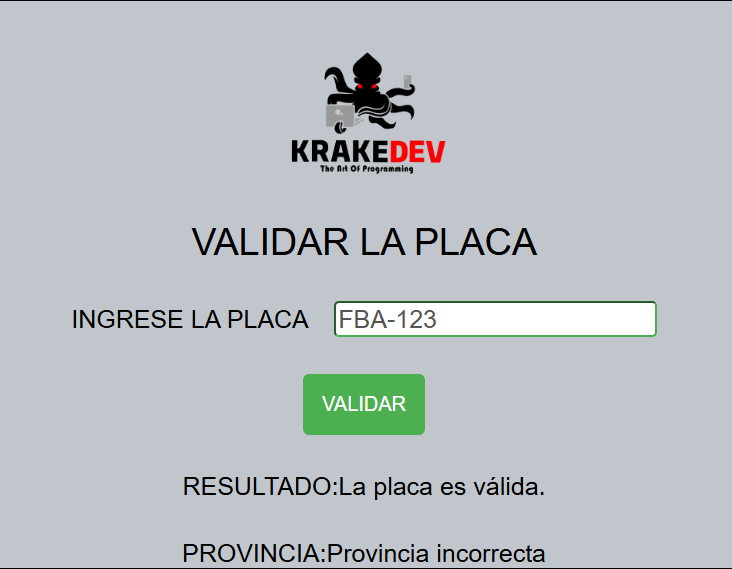 KRAKEDEV
The Art Of Programming
VALIDAR LA PLACA
INGRESE LA PLACA FBA-123
VALIDAR
RESULTADO:La placa es válida.
PROVINCIA:Provincia incorrecta